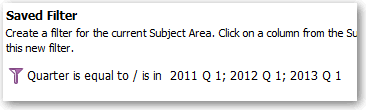 Saved Filter
Create a filter for the current Subject Area. Click on a column from the
this new filter.
Quarter is equal to / is in 2011 Q 1; 2012 Q 1; 2013 Q 1